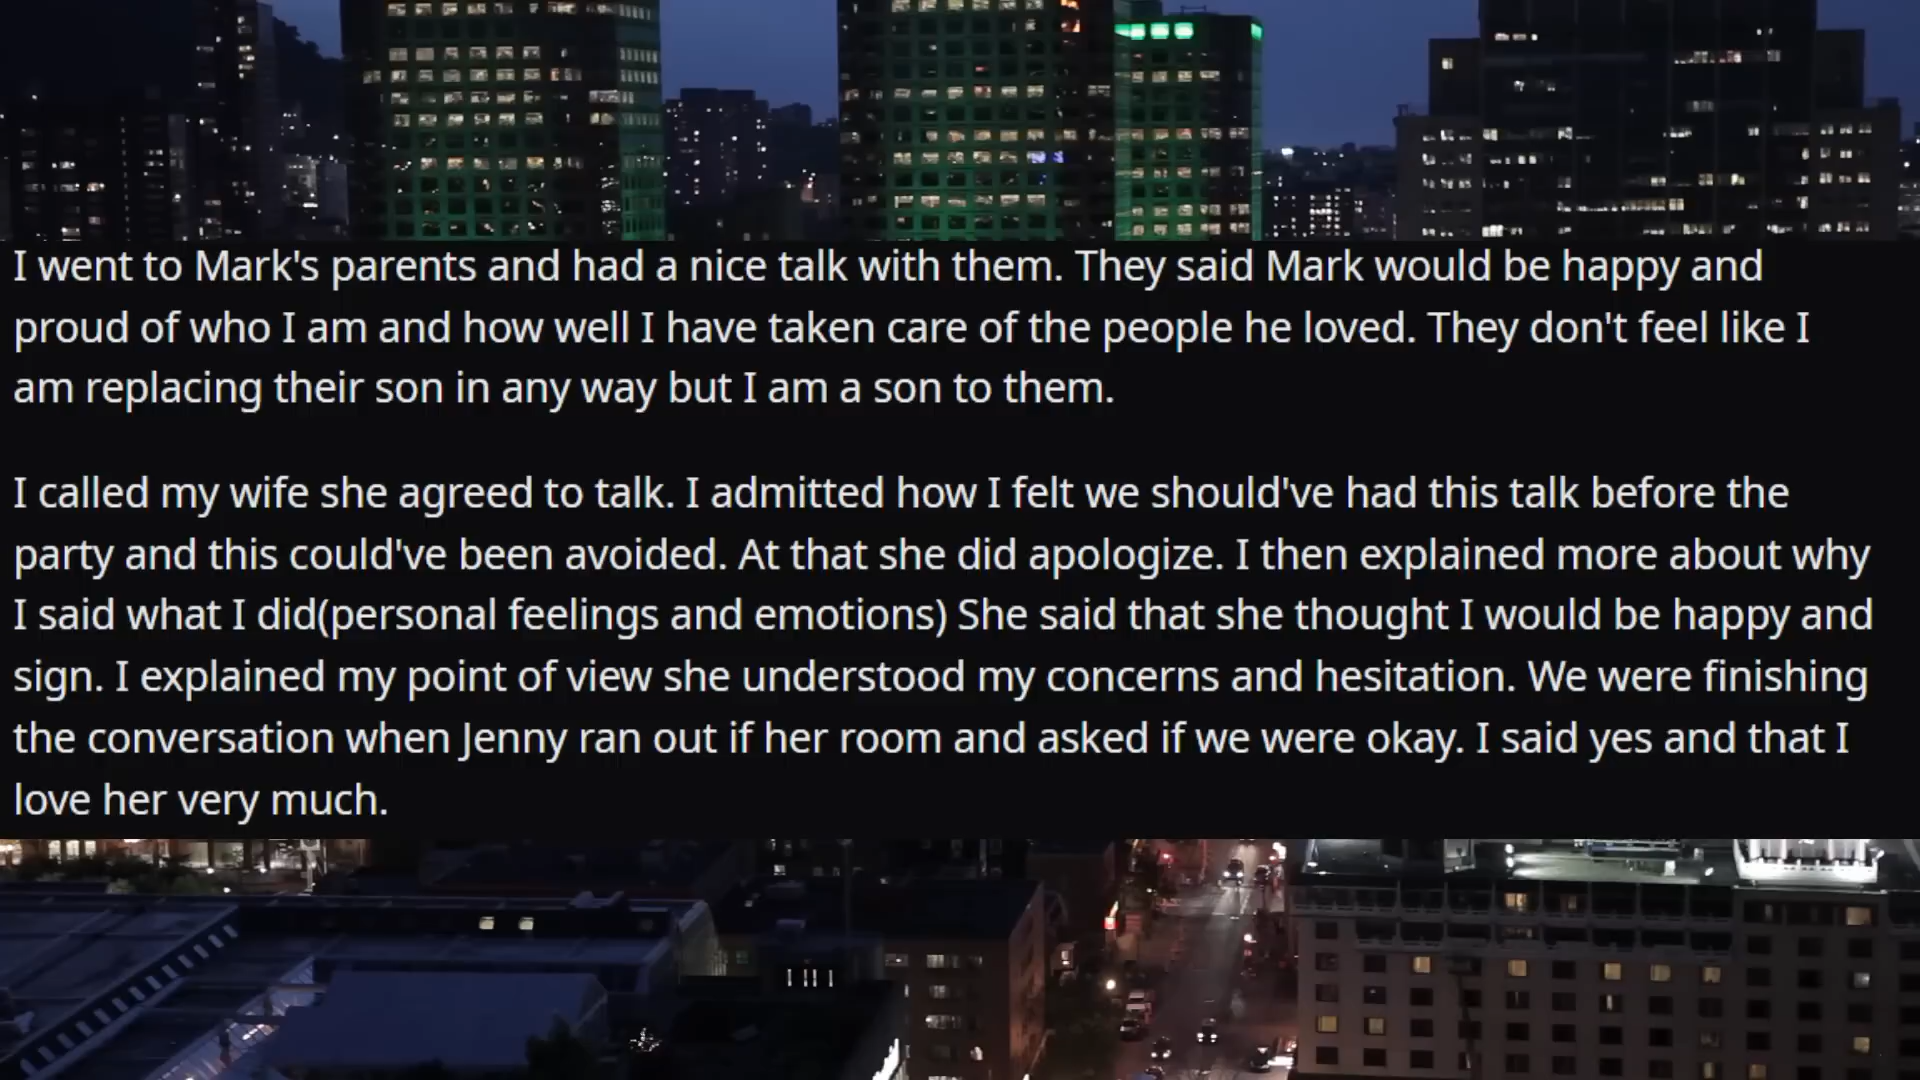 I went to Mark's parents and had a nice talk with them. They said Mark would be happy and
proud of who I am and how well I have taken care of the people he loved. They don't feel like I
am replacing their son in any way but I am a son to them.
I called my wife she agreed to talk. I admitted how I felt we should've had this talk before the
party and this could've been avoided. At that she did apologize. I then explained more about why
I said what I did(personal feelings and emotions) She said that she thought I would be happy and
sign. I explained my point of view she understood my concerns and hesitation. We were finishing
the conversation when Jenny ran out if her room and asked if we were okay. I said yes and that I
love her very much.